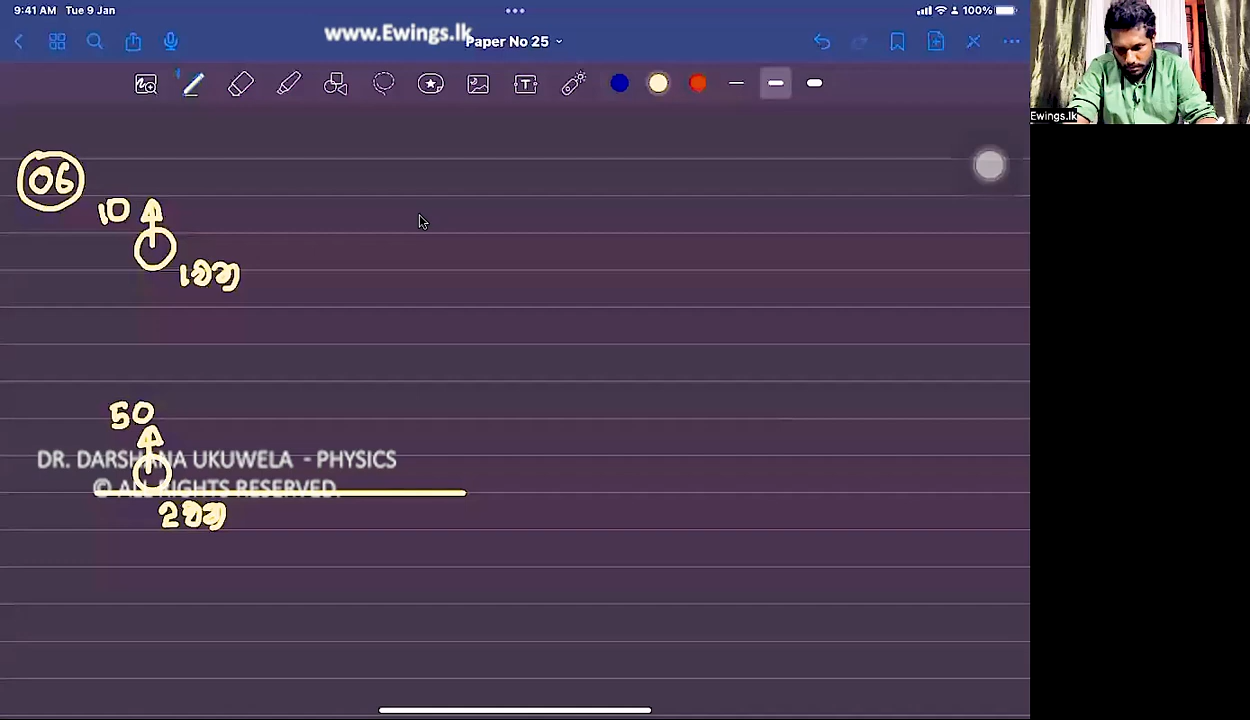 9:41 AM Tue 9 Jan
100%
www.Ewings.lk
Paper No 25
T
Ewings.lk
06
10
1වන
50
DR. DARSHANA UKUWELA - PHYSICS
© ALL RIGHTS RESERVED.
2වන